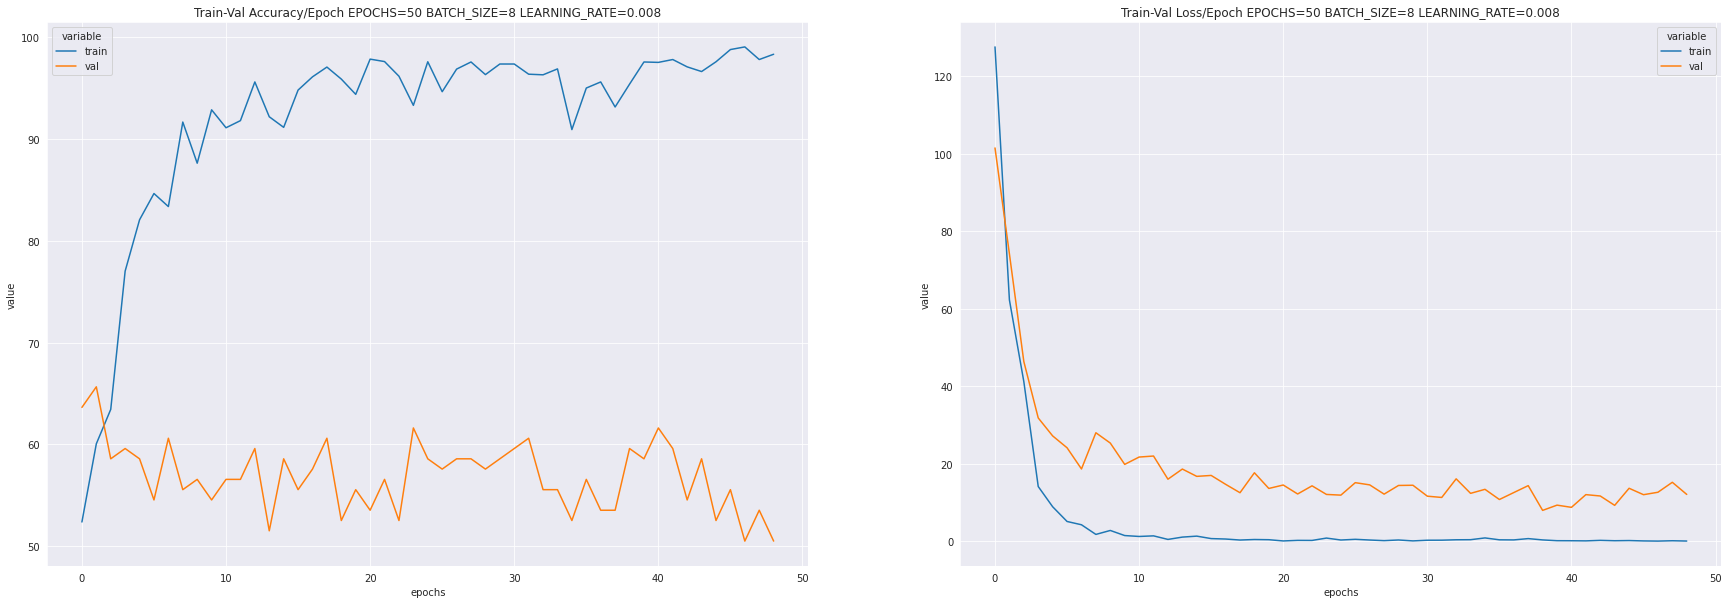 Train-Val Accuracy/Epoch EPOCHS=50 BATCH_SIZE=8 LEARNING_RATE=0.008
variable
train
val
100
90
80
70
60
50
value
0
10
20
30
40
50
epochs
Train-Val Loss/Epoch EPOCHS=50 BATCH_SIZE=8 LEARNING_RATE=0.008
variable
train
val
120
100
80
60
40
20
0
value
0
10
20
30
40
50
epochs